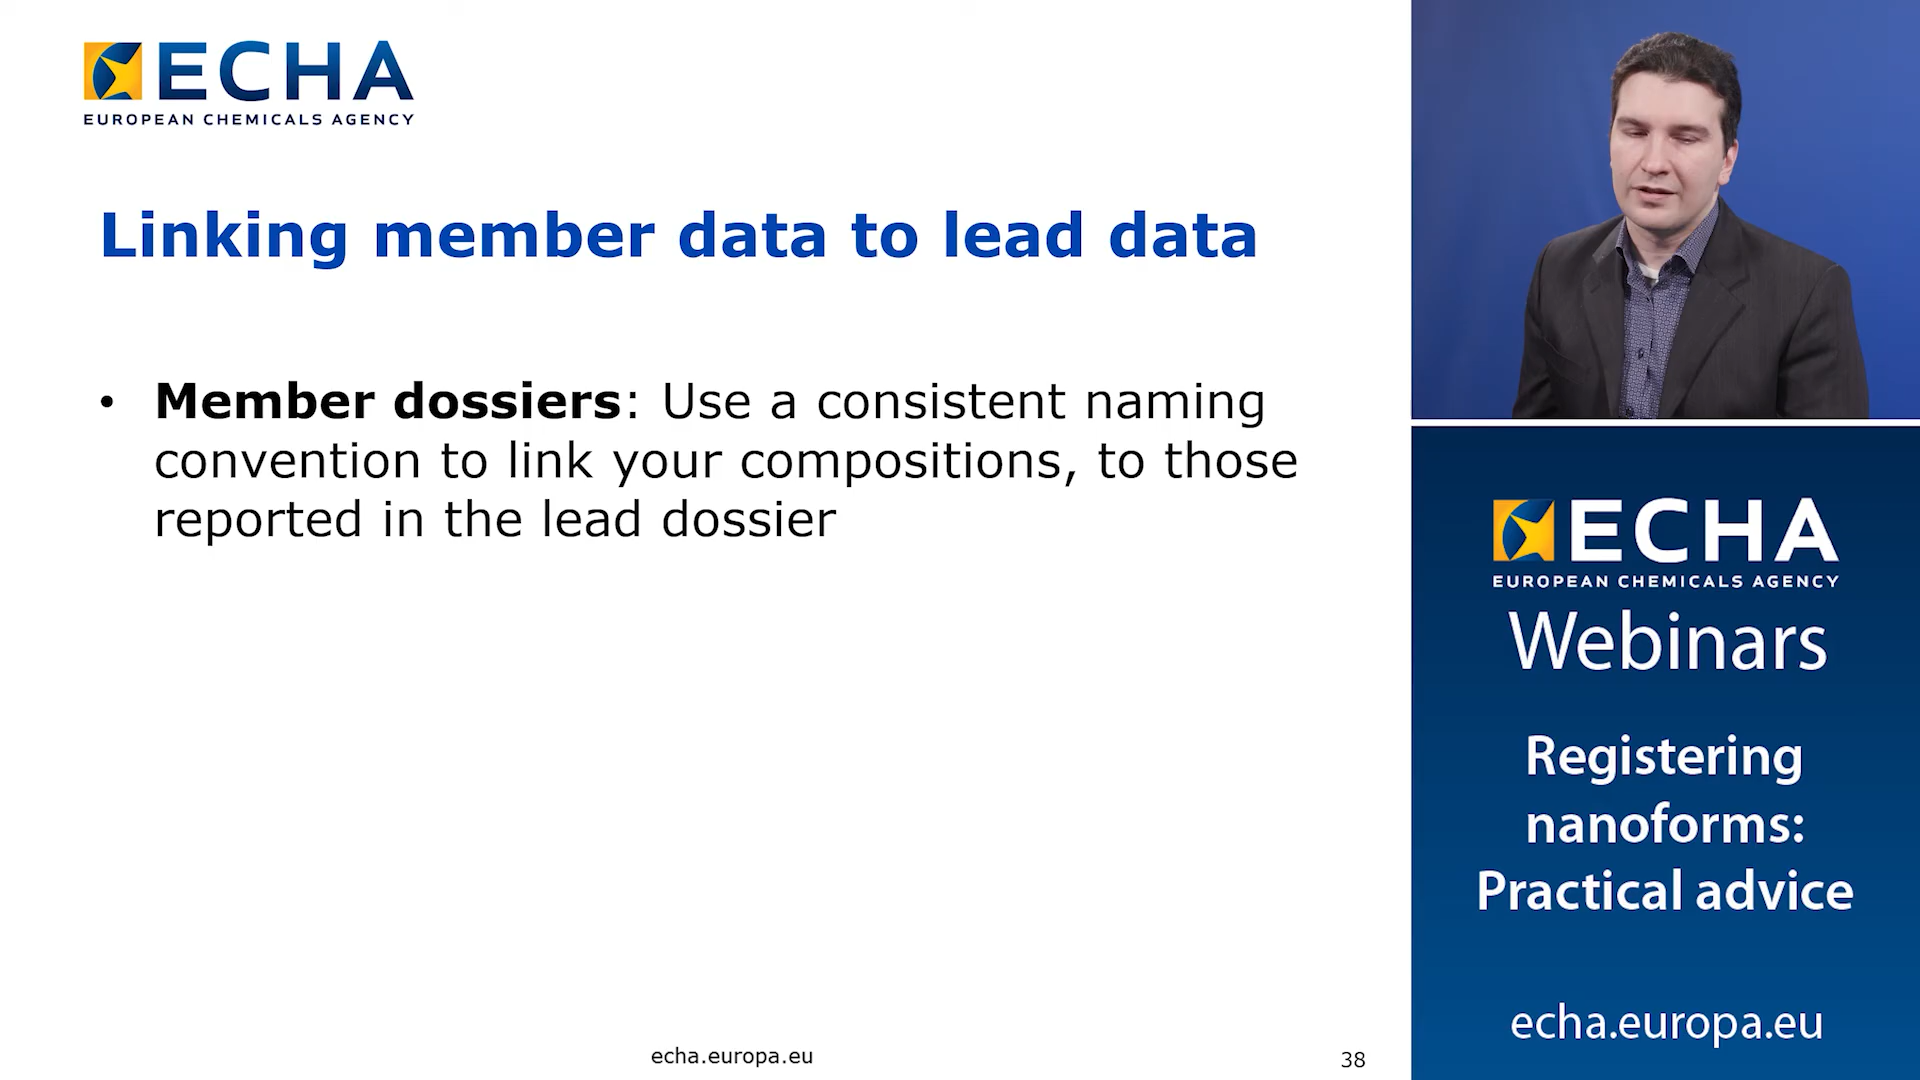 ECHA
EUROPEAN CHEMICALS AGENCY
Linking member data to lead data
• Member dossiers: Use a consistent naming
convention to link your compositions, to those
reported in the lead dossier
echa.europa.eu
38
ECHA
EUROPEAN CHEMICALS AGENCY
Webinars
Registering
nanoforms:
Practical advice
echa.europa.eu